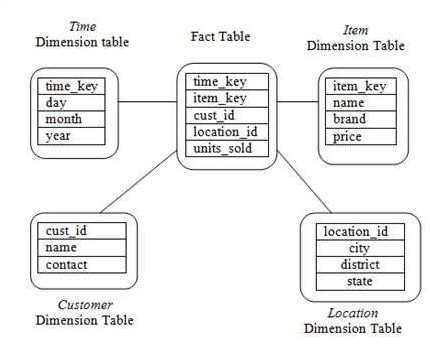 Time
Dimension table
time_key
day
month
year
Fact Table
time_key
item_key
cust_id
location_id
units_sold
Item
Dimension Table
item_key
name
brand
price
cust_id
name
contact
Customer
Dimension Table
location_id
city
district
state
Location
Dimension Table